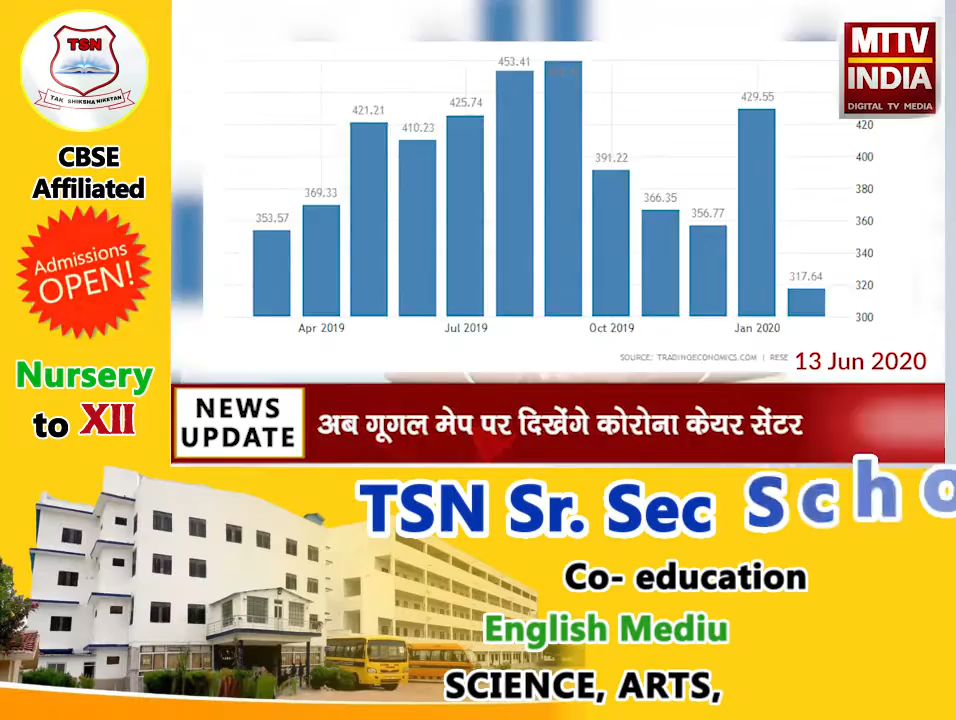 TSN
TAK SHIKSHA NIKETAN
CBSE
Affiliated
Admissions
OPEN!
Nursery
to XII
MTTV
INDIA
DIGITAL TV MEDIA
453.41
421.21
425.74
429.55
410.23
391.22
369.33
366.35
353.57
356.77
317.64
420
400
380
360
340
320
300
Apr 2019
Jul 2019
Oct 2019
Jan 2020
SOURCE: TRADINGECONOMICS.COM | RESE
13 Jun 2020
NEWS
UPDATE
अब गूगल मेप पर दिखेंगे कोरोना केयर सेंटर
TSN Sr. Sec Scho
Co- education
English Mediu
SCIENCE, ARTS,